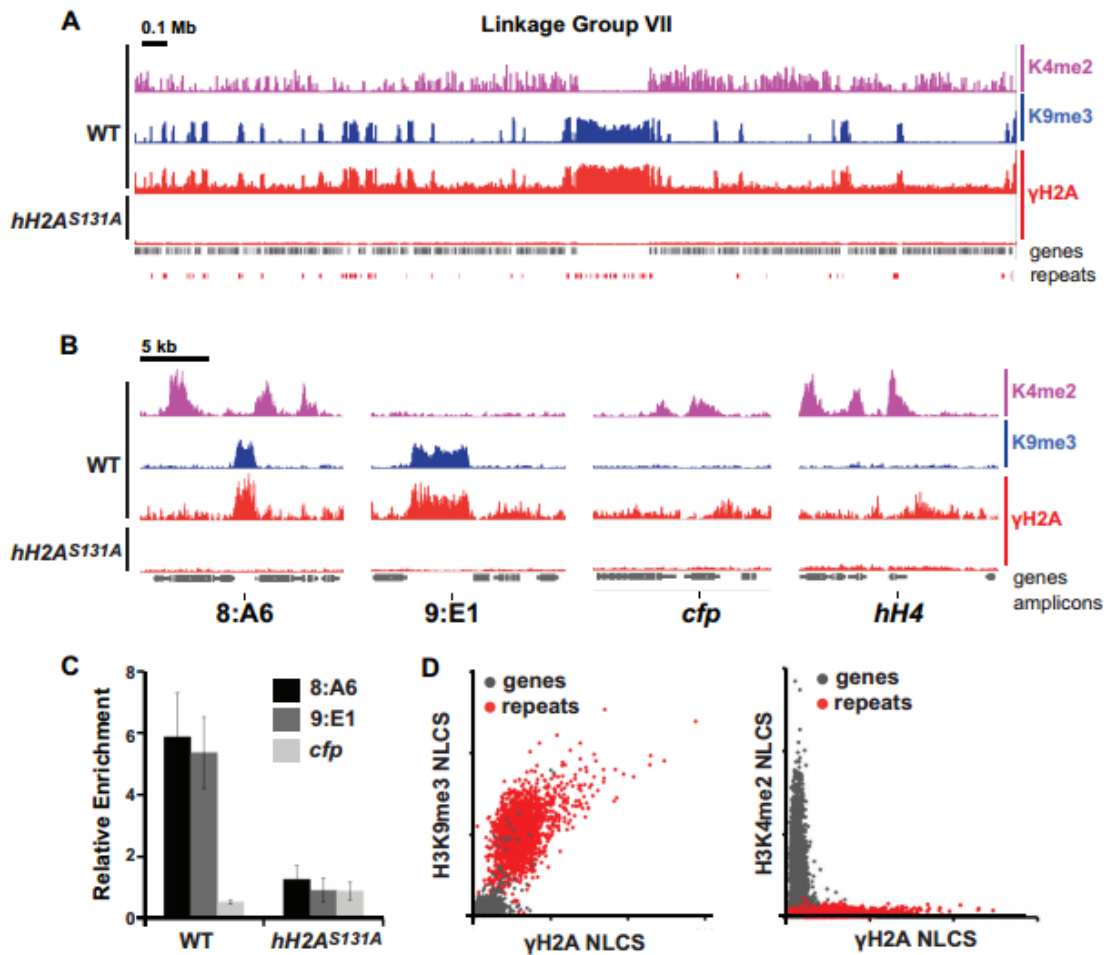 A
0.1 Mb
Linkage Group VII
K4me2
K9me3
WT
γH2A
hH2AS131A
genes
repeats
B
5 kb
K4me2
K9me3
WT
γH2A
hH2AS131A
genes
amplicons
8:A6
9:E1
cfp
hH4
C
Relative Enrichment
8
6
4
2
0
8:A6
9:E1
cfp
WT
hH2AS131A
D
H3K9me3 NLCS
genes
repeats
γH2A NLCS
H3K4me2 NLCS
genes
repeats
γH2A NLCS